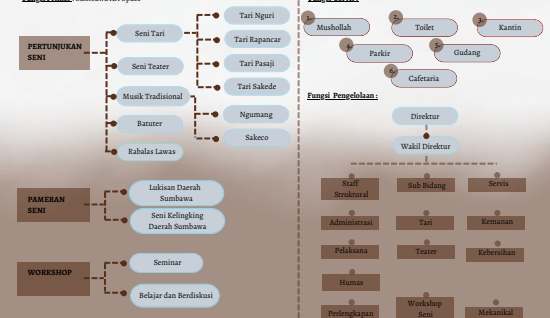 PERTUNJUKAN
SENI
Seni Tari
Tari Nguri
Tari Rapancar
Tari Pasaji
Tari Sakede
Seni Teater
Musik Tradisional
Ngumang
Sakeco
Batuter
Rabalas Lawas
PAMERAN
SENI
Lukisan Daerah
Sumbawa
Seni Kelingking
Daerah Sumbawa
WORKSHOP
Seminar
Belajar dan Berdiskusi
1.
Mushollah
2.
Toilet
3.
Kantin
4.
Parkir
5.
Gudang
6.
Cafetaria
Fungsi Pengelolaan :
Direktur
Wakil Direktur
Staff
Struktural
Sub Bidang
Servis
Administrasi
Tari
Kemanan
Pelaksana
Teater
Kebersihan
Humas
Perlengkapan
Workshop
Seni
Mekanikal